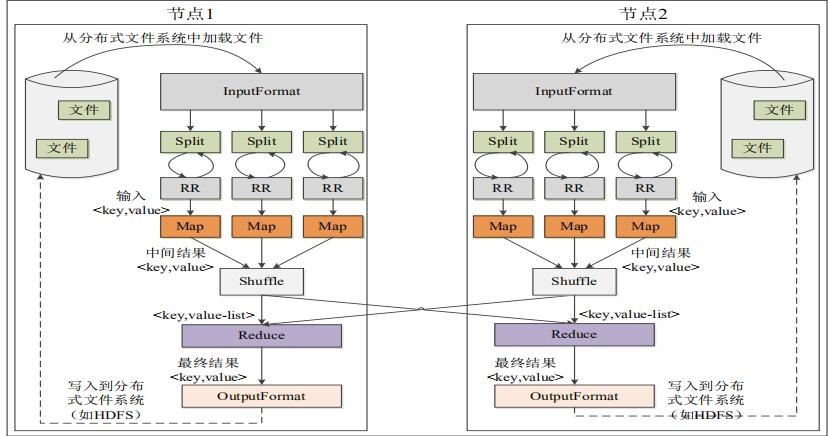 节点1
从分布式文件系统中加载文件
InputFormat
文件
文件
Split
Split
Split
RR
RR
RR
输入
<key,value>
Map
Map
Map
中间结果
<key,value>
Shuffle
<key,value-list>
Reduce
最终结果
<key,value>
写入到分布
式文件系统
（如HDFS）
OutputFormat
节点2
从分布式文件系统中加载文件
InputFormat
文件
文件
Split
Split
Split
RR
RR
RR
输入
<key,value>
Map
Map
Map
中间结果
<key,value>
Shuffle
<key,value-list>
Reduce
最终结果
<key,value>
OutputFormat
写入到分布
式文件系统
（如HDFS）